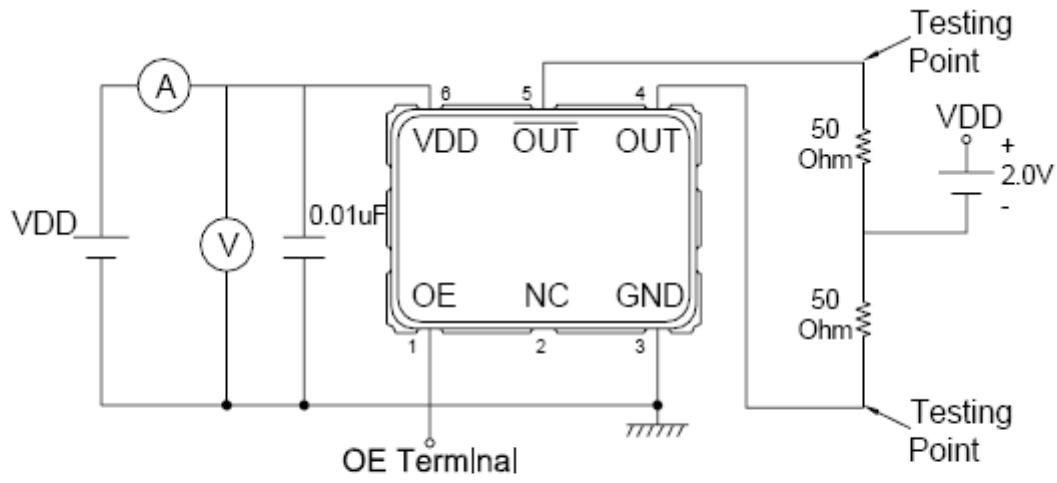 Testing
Point
A
6
5
4
VDD
OUT
OUT
50
Ohm
VDD
+
2.0V
-
VDD
V
0.01uF
OE
NC
GND
50
Ohm
1
2
3
OE Terminal
Testing
Point